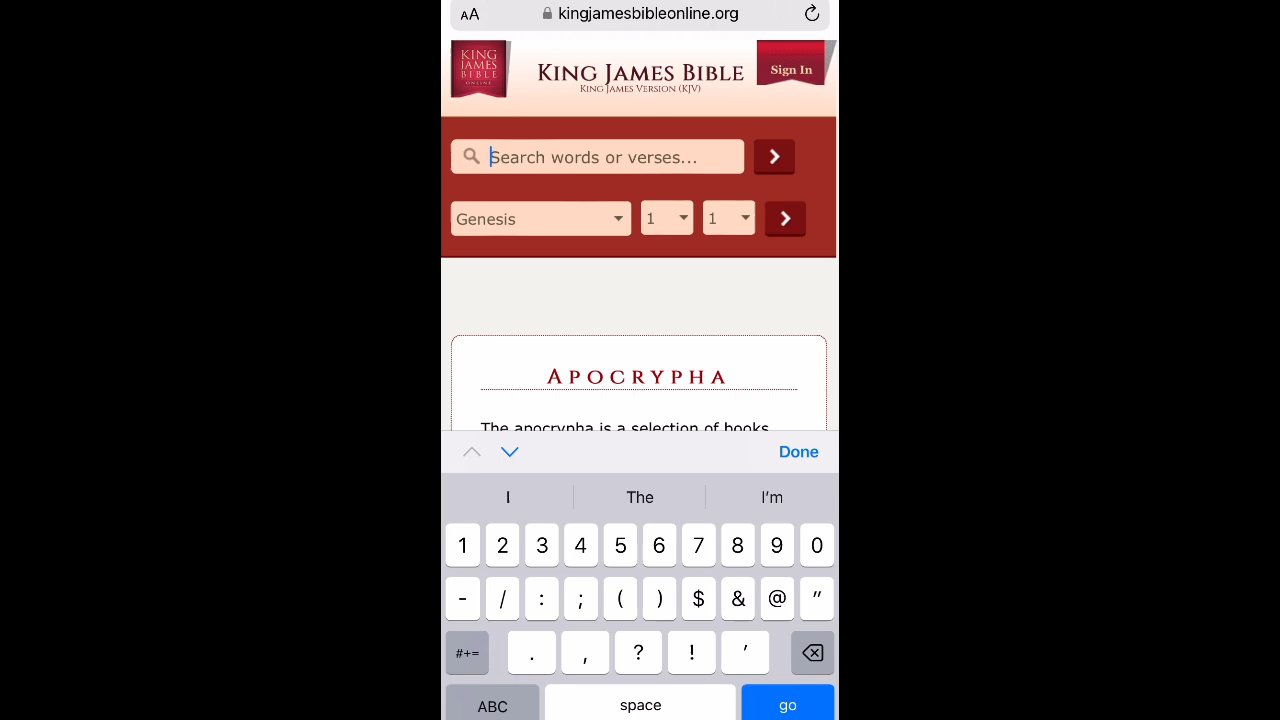 AA kingjamesbibleonline.org
KING
JAMES
BIBLE
ONLINE
KING JAMES BIBLE
KING JAMES VERSION (KJV)
Sign In
Search words or verses...
Genesis 1 1
APOCRYPHA
The apocrypha is a selection of books
Done
I The I'm
1 2 3 4 5 6 7 8 9 0
- / : ; ( ) $ & @ "
#+= . , ? ! '
ABC space go